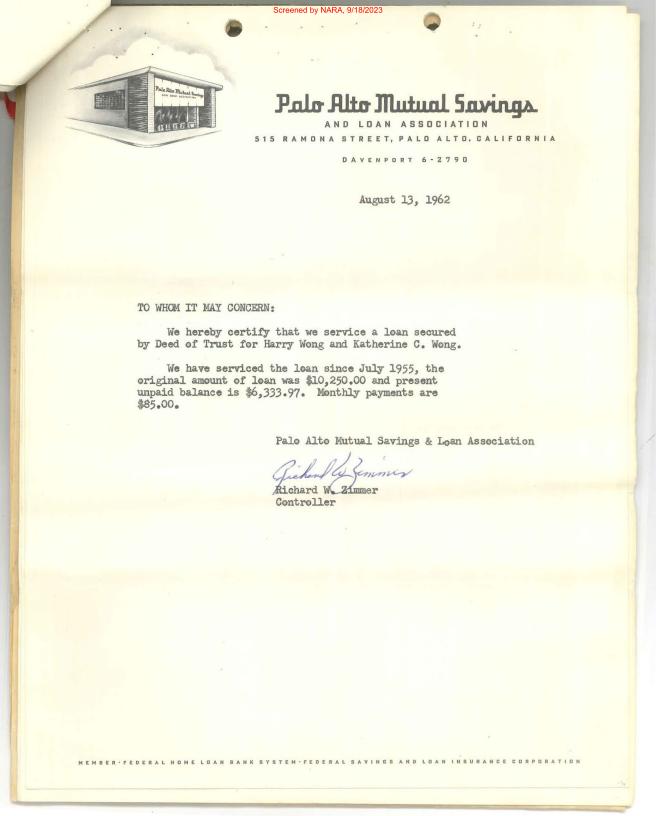 Screened by NARA, 9/18/2023
Palo Alto Mutual Savings
Palo Alto Mutual Savings
AND LOAN ASSOCIATION
515 RAMONA STREET, PALO ALTO, CALIFORNIA
DAVENPORT 6-2790
August 13, 1962
TO WHOM IT MAY CONCERN:
We hereby certify that we service a loan secured
by Deed of Trust for Harry Wong and Katherine C. Wong.
We have serviced the loan since July 1955, the
original amount of loan was $10,250.00 and present
unpaid balance is $6,333.97. Monthly payments are
$85.00.
Palo Alto Mutual Savings & Loan Association
Richard W. Zimmer
Richard W. Zimmer
Controller
MEMBER-FEDERAL HOME LOAN BANK SYSTEM-FEDERAL SAVINGS AND LOAN INSURANCE CORPORATION